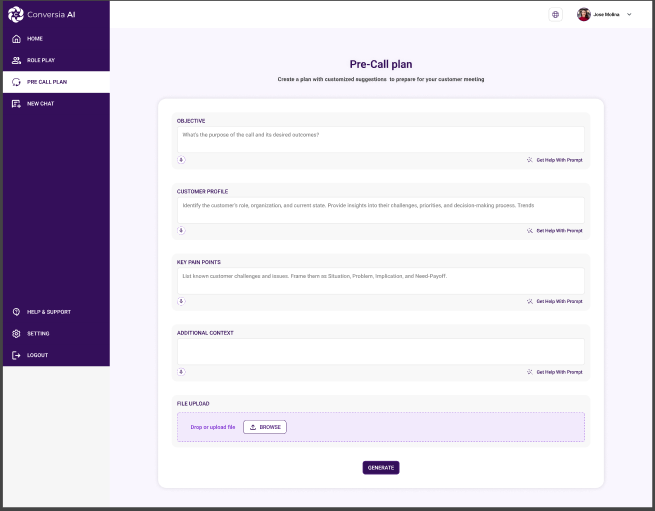 Conversia AI
Jose Molina
HOME
ROLE PLAY
PRE CALL PLAN
NEW CHAT
HELP & SUPPORT
SETTING
LOGOUT
Pre-Call plan
Create a plan with customized suggestions to prepare for your customer meeting
OBJECTIVE
What's the purpose of the call and its desired outcomes?
Get Help With Prompt
CUSTOMER PROFILE
Identify the customer's role, organization, and current state. Provide insights into their challenges, priorities, and decision-making process. Trends
Get Help With Prompt
KEY PAIN POINTS
List known customer challenges and issues. Frame them as Situation, Problem, Implication, and Need-Payoff.
Get Help With Prompt
ADDITIONAL CONTEXT
Get Help With Prompt
FILE UPLOAD
Drop or upload file
BROWSE
GENERATE